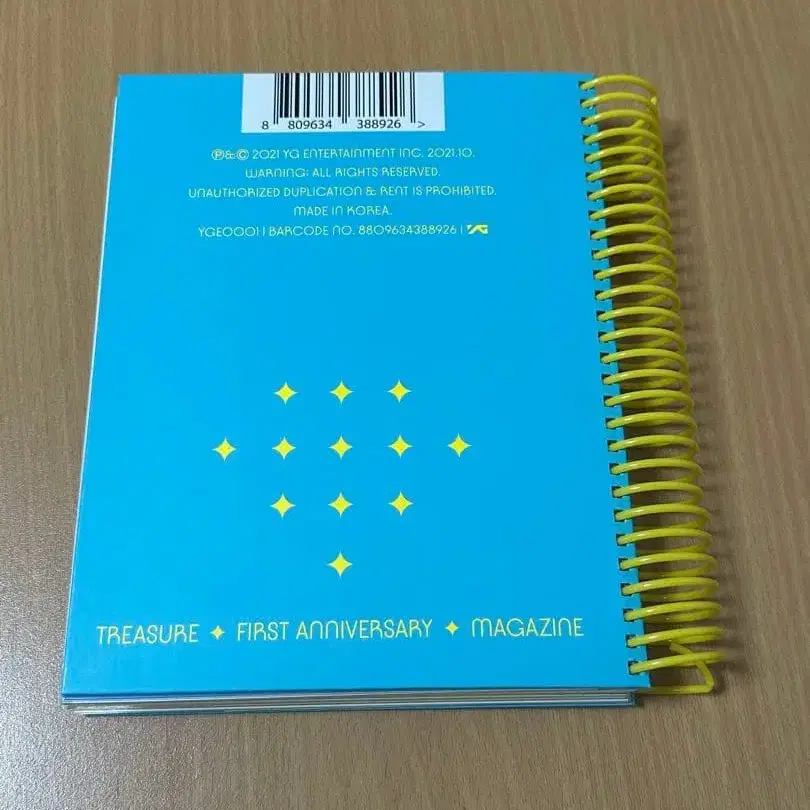 8 809634 388926 >
Ⓟ&© 2021 YG ENTERTAINMENT INC. 2021.10.
WARNING: ALL RIGHTS RESERVED.
UNAUTHORIZED DUPLICATION & RENT IS PROHIBITED.
MADE IN KOREA.
YGE0001 | BARCODE NO. 8809634388926 | YG
TREASURE ✦ FIRST ANNIVERSARY ✦ MAGAZINE